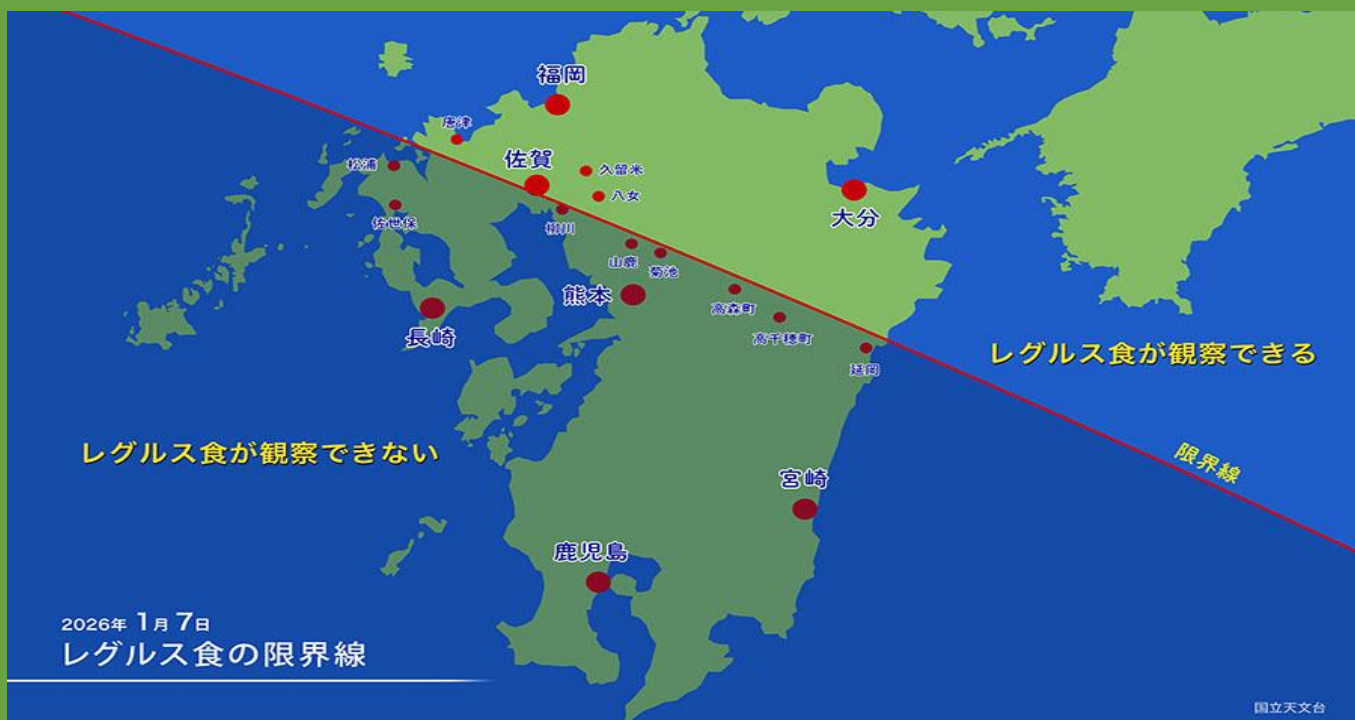 福岡
唐津
松浦
佐賀
久留米
八女
大分
佐世保
柳川
山鹿
菊池
熊本
高森町
長崎
高千穂町
延岡
レグルス食が観察できる
レグルス食が観察できない
限界線
宮崎
鹿児島
2026年 1月 7日
レグルス食の限界線
国立天文台